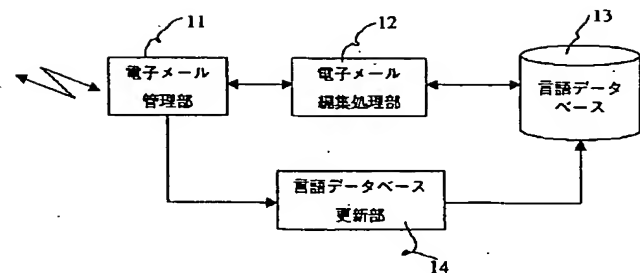 11
12
13
電子メール
管理部
電子メール
編集処理部
言語データ
ベース
言語データベース
更新部
14